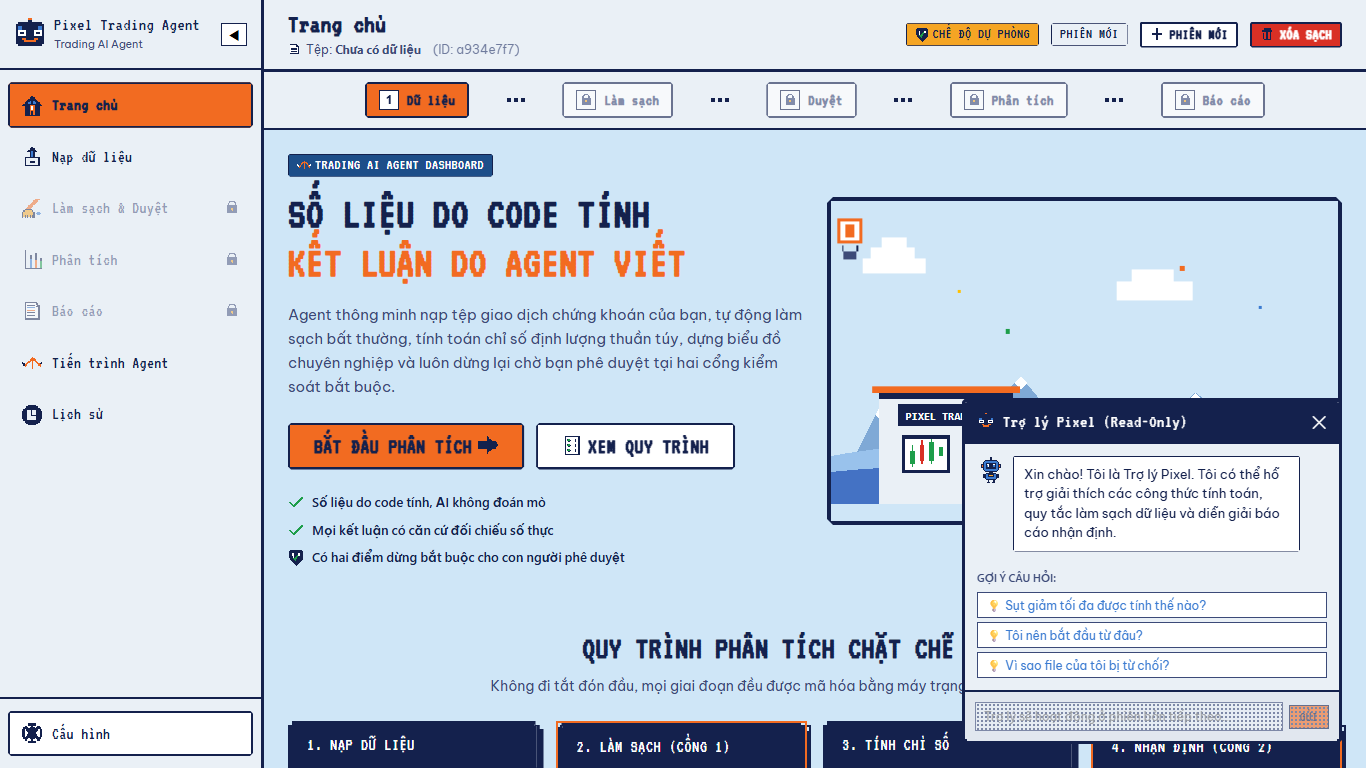 Pixel Trading Agent
Trading AI Agent
Trang chủ
Nạp dữ liệu
Làm sạch & Duyệt
Phân tích
Báo cáo
Tiến trình Agent
Lịch sử
Cấu hình
Trang chủ
Tệp: Chưa có dữ liệu (ID: a934e7f7)
CHẾ ĐỘ DỰ PHÒNG
PHIÊN MỚI
PHIÊN MỚI
XÓA SẠCH
1 Dữ liệu
Làm sạch
Duyệt
Phân tích
Báo cáo
TRADING AI AGENT DASHBOARD
SỐ LIỆU DO CODE TÍNH
KẾT LUẬN DO AGENT VIẾT
Agent thông minh nạp tệp giao dịch chứng khoán của bạn, tự động làm
sạch bất thường, tính toán chỉ số định lượng thuần túy, dựng biểu đồ
chuyên nghiệp và luôn dừng lại chờ bạn phê duyệt tại hai cổng kiểm
soát bắt buộc.
BẮT ĐẦU PHÂN TÍCH
XEM QUY TRÌNH
Số liệu do code tính, AI không đoán mò
Mọi kết luận có căn cứ đối chiếu số thực
Có hai điểm dừng bắt buộc cho con người phê duyệt
PIXEL
QUY TRÌNH PHÂN TÍCH CHẶT CHẼ
Không đi tắt đón đầu, mọi giai đoạn đều được mã hóa bằng máy trạng
1. NẠP DỮ LIỆU
2. LÀM SẠCH (CỔNG 1)
3. TÍNH CHỈ SỐ
4. NHẬN ĐỊNH (CỔNG 2)
Trợ lý Pixel (Read-Only)
Xin chào! Tôi là Trợ lý Pixel. Tôi có thể hỗ
trợ giải thích các công thức tính toán,
quy tắc làm sạch dữ liệu và diễn giải báo
cáo nhận định.
GỢI Ý CÂU HỎI:
Sụt giảm tối đa được tính thế nào?
Tôi nên bắt đầu từ đâu?
Vì sao file của tôi bị từ chối?
Trợ lý sẽ hoạt động ở phiên bản tiếp theo
GỬI